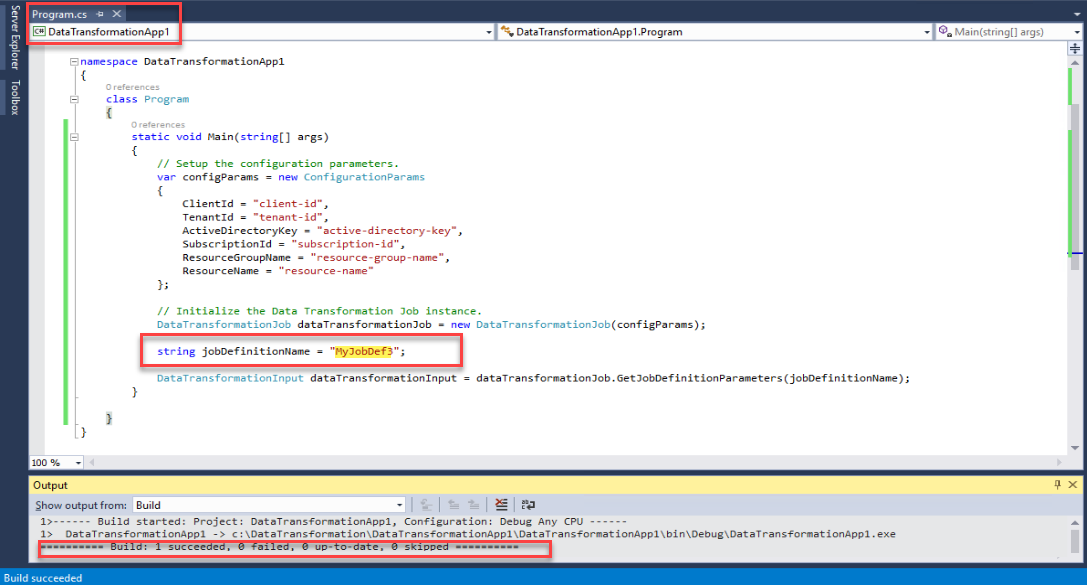 Server Explorer
Toolbox
Program.cs
C# DataTransformationApp1
DataTransformationApp1.Program
Main(string[] args)
namespace DataTransformationApp1
{
0 references
class Program
{
0 references
static void Main(string[] args)
{
// Setup the configuration parameters.
var configParams = new ConfigurationParams
{
ClientId = "client-id",
TenantId = "tenant-id",
ActiveDirectoryKey = "active-directory-key",
SubscriptionId = "subscription-id",
ResourceGroupName = "resource-group-name",
ResourceName = "resource-name"
};
// Initialize the Data Transformation Job instance.
DataTransformationJob dataTransformationJob = new DataTransformationJob(configParams);
string jobDefinitionName = "MyJobDef3";
DataTransformationInput dataTransformationInput = dataTransformationJob.GetJobDefinitionParameters(jobDefinitionName);
}
}
}
100 %
Output
Show output from: Build
1>------ Build started: Project: DataTransformationApp1, Configuration: Debug Any CPU ------
1>  DataTransformationApp1 -> c:\DataTransformation\DataTransformationApp1\DataTransformationApp1\bin\Debug\DataTransformationApp1.exe
========== Build: 1 succeeded, 0 failed, 0 up-to-date, 0 skipped ==========
Build succeeded